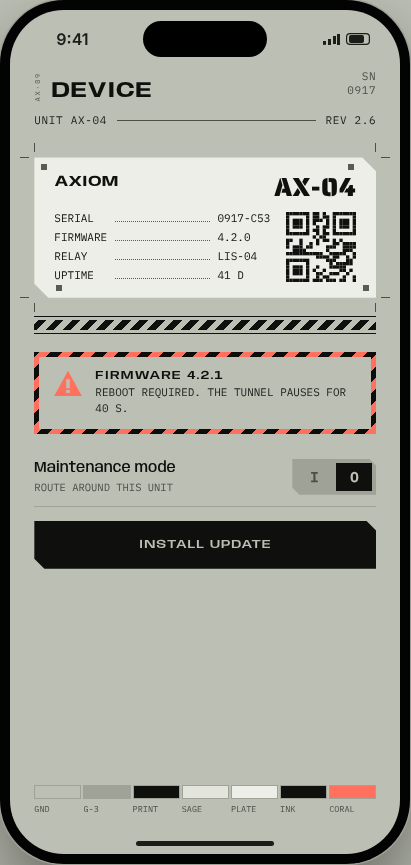 9:41
AX-09
DEVICE
SN
0917
UNIT AX-04
REV 2.6
AXIOM
AX-04
SERIAL 0917-C53
FIRMWARE 4.2.0
RELAY LIS-04
UPTIME 41 D
FIRMWARE 4.2.1
REBOOT REQUIRED. THE TUNNEL PAUSES FOR
40 S.
Maintenance mode
ROUTE AROUND THIS UNIT
I O
INSTALL UPDATE
GND G-3 PRINT SAGE PLATE INK CORAL